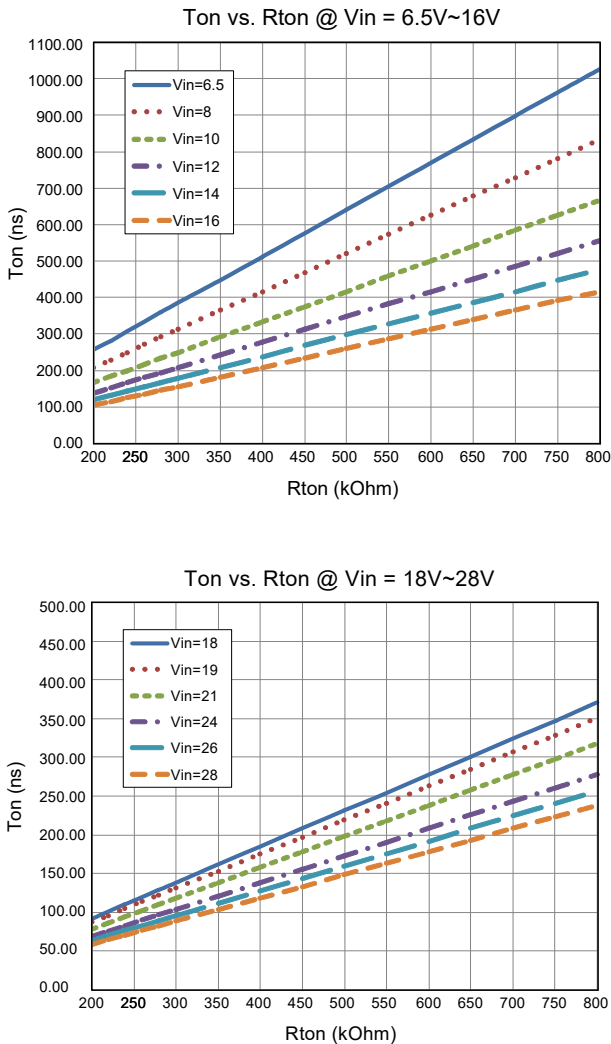 Ton vs. Rton @ Vin = 6.5V~16V
1100.00
1000.00
900.00
800.00
700.00
600.00
500.00
400.00
300.00
200.00
100.00
0.00
Ton (ns)
Vin=6.5
Vin=8
Vin=10
Vin=12
Vin=14
Vin=16
200 250 300 350 400 450 500 550 600 650 700 750 800
Rton (kOhm)
Ton vs. Rton @ Vin = 18V~28V
500.00
450.00
400.00
350.00
300.00
250.00
200.00
150.00
100.00
50.00
0.00
Ton (ns)
Vin=18
Vin=19
Vin=21
Vin=24
Vin=26
Vin=28
200 250 300 350 400 450 500 550 600 650 700 750 800
Rton (kOhm)